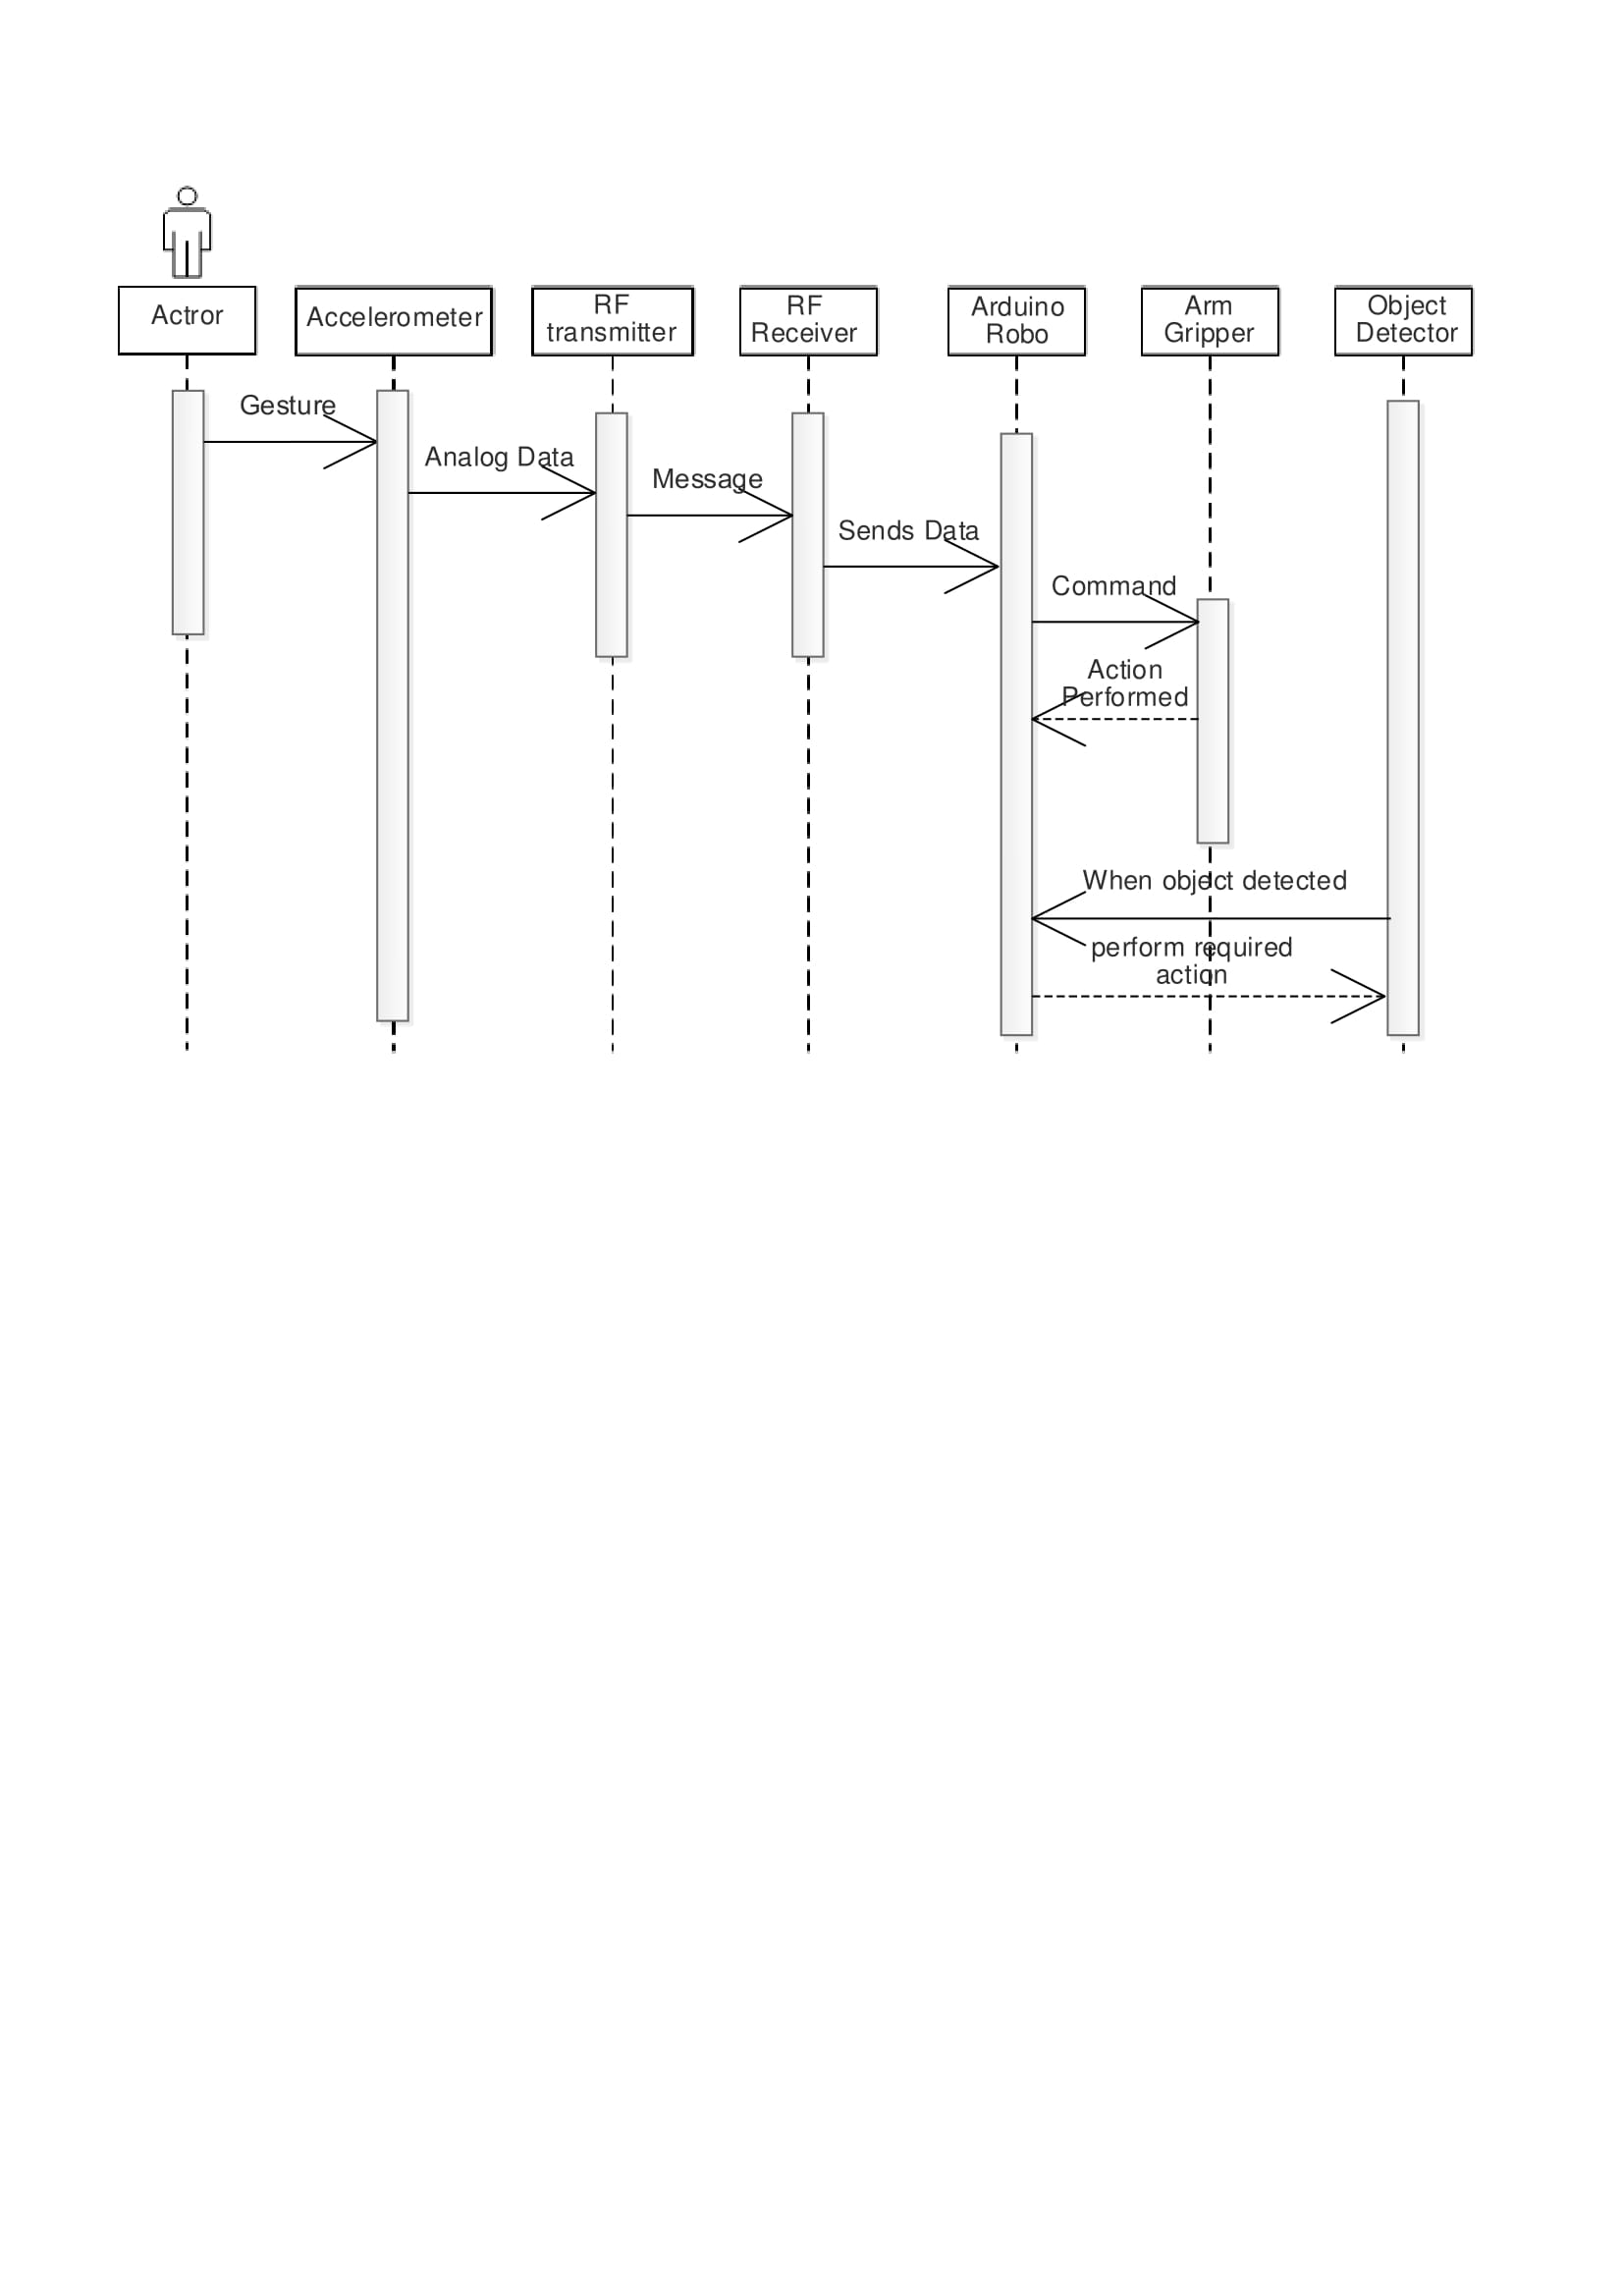 Actror
Accelerometer
RF
transmitter
RF
Receiver
Arduino
Robo
Arm
Gripper
Object
Detector
Gesture
Analog Data
Message
Sends Data
Command
Action
Performed
When object detected
perform required
action